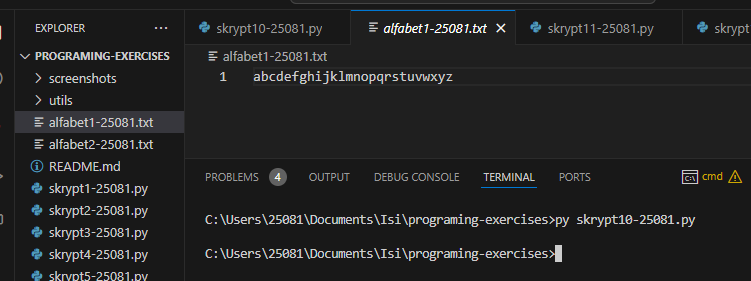 EXPLORER
PROGRAMING-EXERCISES
screenshots
utils
alfabet1-25081.txt
alfabet2-25081.txt
README.md
skrypt1-25081.py
skrypt2-25081.py
skrypt3-25081.py
skrypt4-25081.py
skrypt5-25081.py
skrypt10-25081.py alfabet1-25081.txt skrypt11-25081.py skrypt
alfabet1-25081.txt
1 abcdefghijklmnopqrstuvwxyz
PROBLEMS 4 OUTPUT DEBUG CONSOLE TERMINAL PORTS cmd
C:\Users\25081\Documents\Isi\programing-exercises>py skrypt10-25081.py
C:\Users\25081\Documents\Isi\programing-exercises>